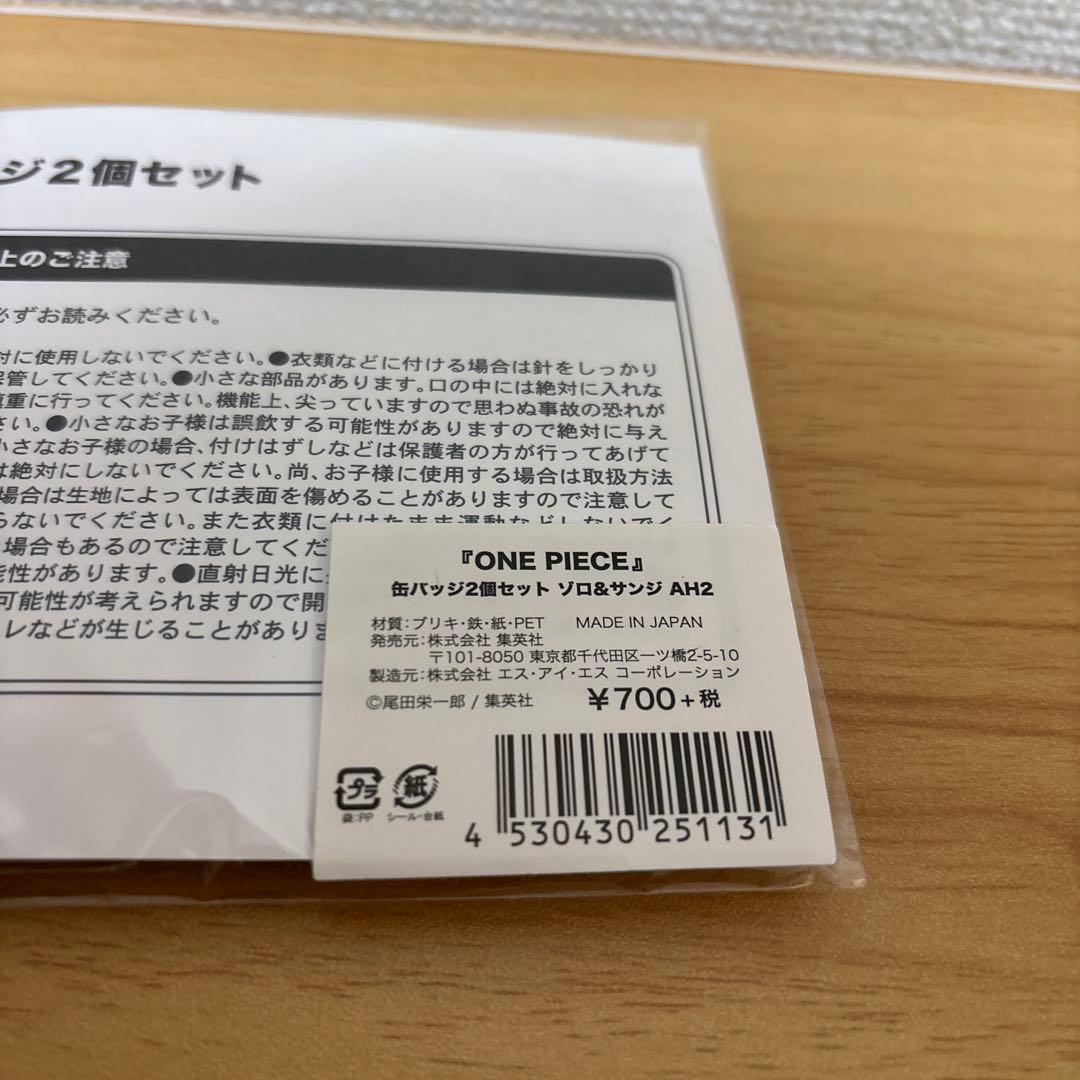 ジ2個セット
上のご注意
必ずお読みください。
対に使用しないでください。●衣類などに付ける場合は針をしっかり
保管してください。●小さな部品があります。口の中には絶対に入れな
慎重に行ってください。機能上、尖っていますので思わぬ事故の恐れが
さい。●小さなお子様は誤飲する可能性がありますので絶対に与え
小さなお子様の場合、付けはずしなどは保護者の方が行ってあげて
は絶対にしないでください。尚、お子様に使用する場合は取扱方法
場合は生地によっては表面を傷めることがありますので注意して
らないでください。また衣類に付けたまま運動などしないでく
場合もあるので注意してくだ
能性があります。●直射日光に
可能性が考えられますので開
レなどが生じることがありま
『ONE PIECE』
缶バッジ2個セット ゾロ&サンジ AH2
材質:ブリキ・鉄・紙・PET MADE IN JAPAN
発売元:株式会社 集英社
〒101-8050 東京都千代田区一ツ橋2-5-10
製造元:株式会社 エス・アイ・エス コーポレーション
©尾田栄一郎 / 集英社 ¥700+税
プラ 紙
袋:PP シール・台紙
4 530430 251131